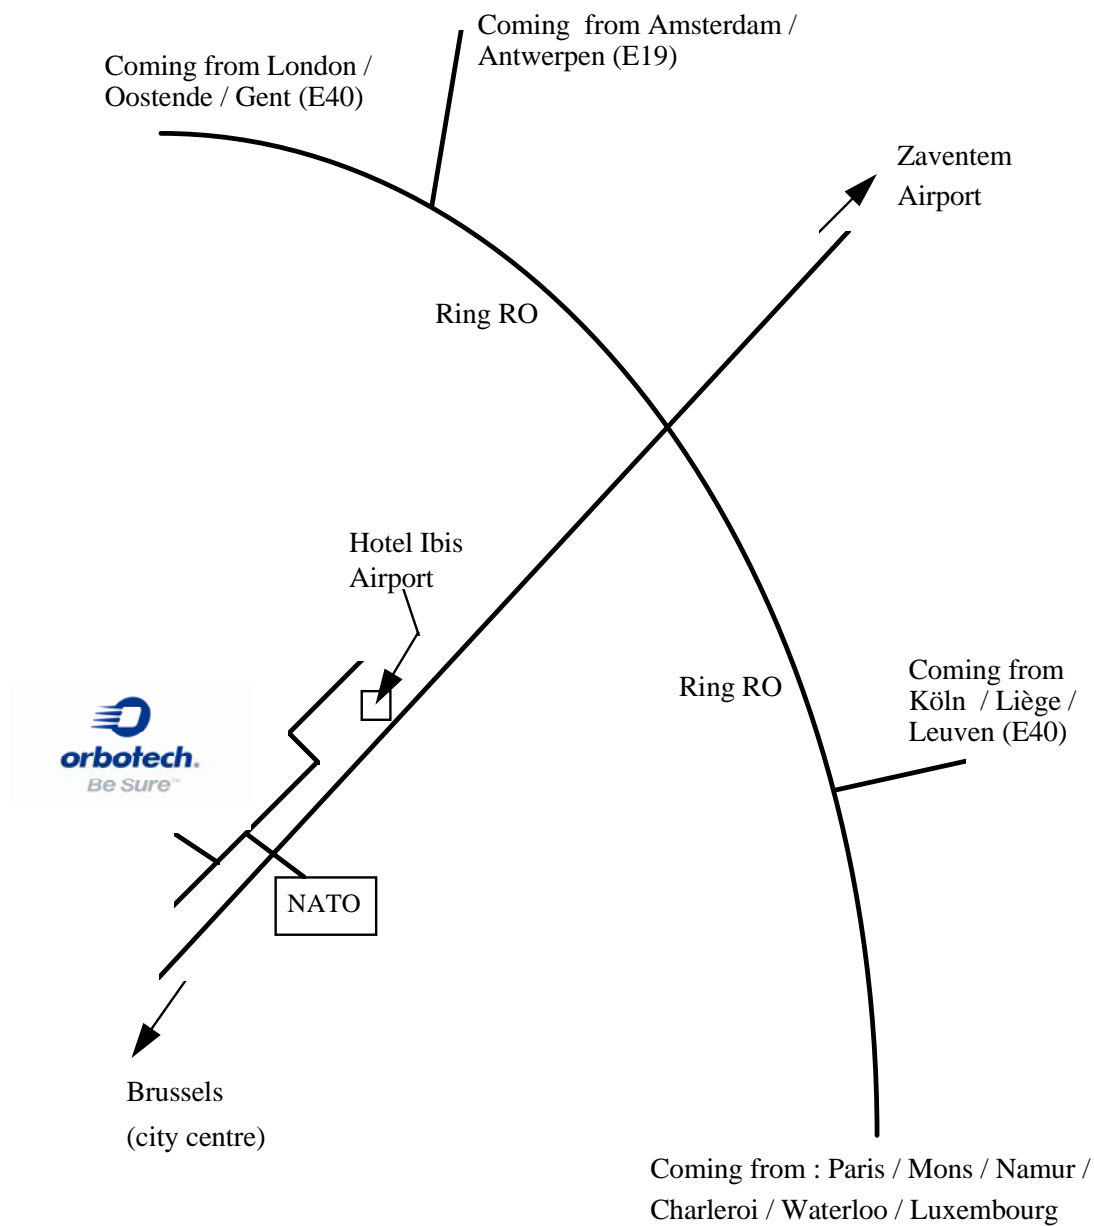 Coming from Amsterdam /
Antwerpen (E19)
Coming from London /
Oostende / Gent (E40)
Zaventem
Airport
Ring RO
Hotel Ibis
Airport
Ring RO
Coming from
Köln / Liège /
Leuven (E40)
orbotech.
Be Sure™
NATO
Brussels
(city centre)
Coming from : Paris / Mons / Namur /
Charleroi / Waterloo / Luxembourg